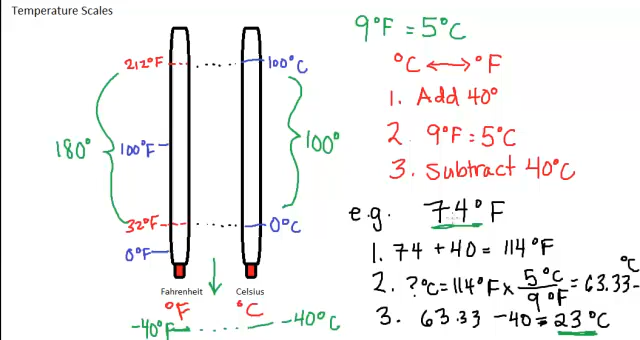 Temperature Scales
9°F = 5°C
°C ⟷ °F
1. Add 40°
2. 9°F = 5°C
3. Subtract 40°C
212°F
100°C
180°
100°F
100°
32°F
0°C
0°F
Fahrenheit
Celsius
°F
°C
-40°F
-40°C
e.g. 74°F
1. 74 + 40 = 114°F
2. ?°C = 114°F x 5°C/9°F = 63.33 °C
3. 63.33 - 40 = 23°C